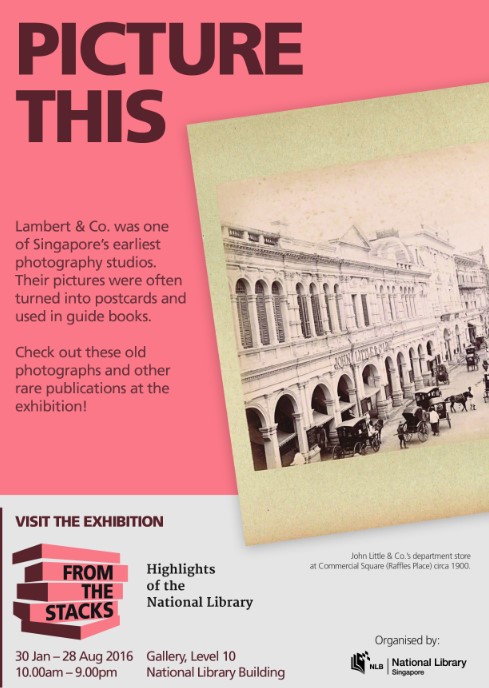 PICTURE
THIS
Lambert & Co. was one
of Singapore's earliest
photography studios.
Their pictures were often
turned into postcards and
used in guide books.
Check out these old
photographs and other
rare publications at the
exhibition!
JOHN LITTLE & CO
VISIT THE EXHIBITION
John Little & Co.'s department store
at Commercial Square (Raffles Place) circa 1900.
FROM
THE
STACKS
Highlights
of the
National Library
30 Jan – 28 Aug 2016
10.00am – 9.00pm
Gallery, Level 10
National Library Building
Organised by:
NLB
National Library
Singapore